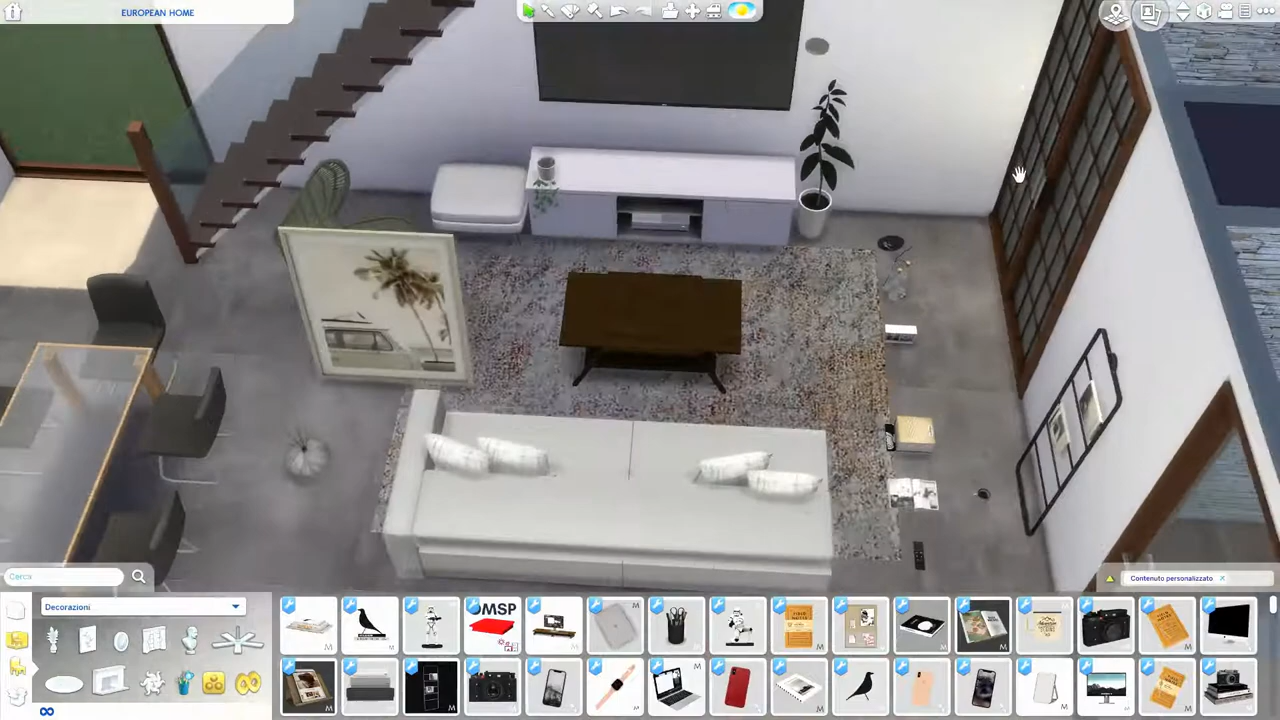 EUROPEAN HOME
Cerca
Contenuto personalizzato
Decorazioni
MSP